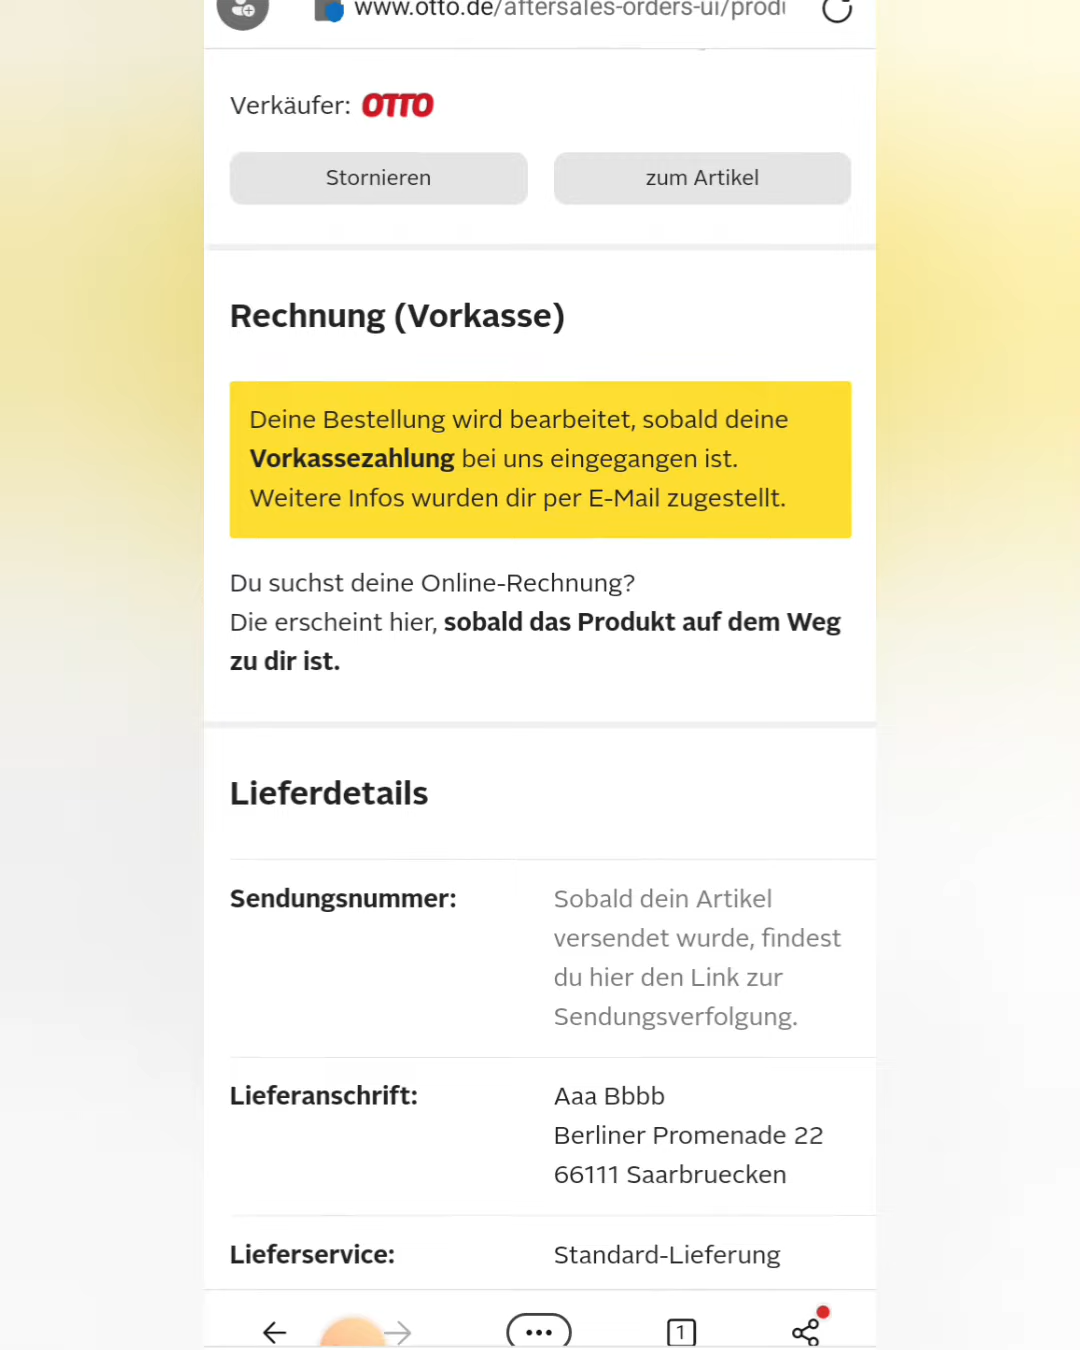 www.otto.de/aftersales-orders-ui/prod
Verkäufer: OTTO
Stornieren
zum Artikel
Rechnung (Vorkasse)
Deine Bestellung wird bearbeitet, sobald deine
Vorkassezahlung bei uns eingegangen ist.
Weitere Infos wurden dir per E-Mail zugestellt.
Du suchst deine Online-Rechnung?
Die erscheint hier, sobald das Produkt auf dem Weg
zu dir ist.
Lieferdetails
Sendungsnummer:
Sobald dein Artikel
versendet wurde, findest
du hier den Link zur
Sendungsverfolgung.
Lieferanschrift:
Aaa Bbbb
Berliner Promenade 22
66111 Saarbruecken
Lieferservice:
Standard-Lieferung
1